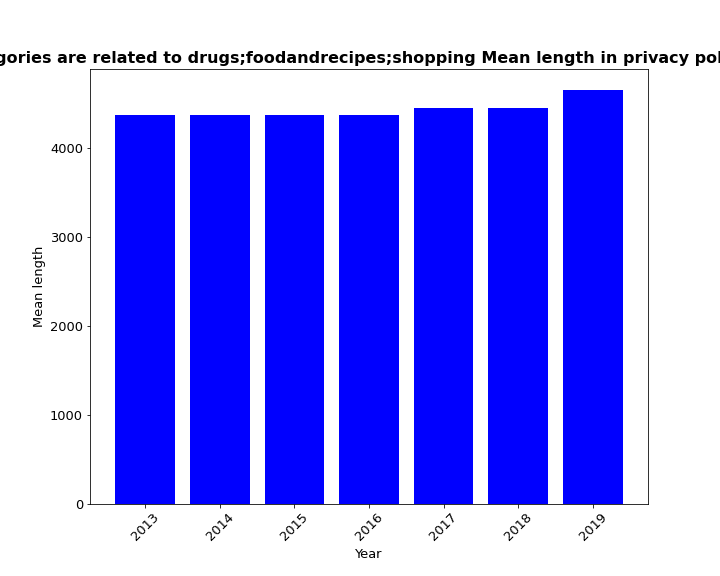 gories are related to drugs;foodandrecipes;shopping Mean length in privacy pol
4000
3000
2000
1000
0
Mean length
2013 2014 2015 2016 2017 2018 2019
Year